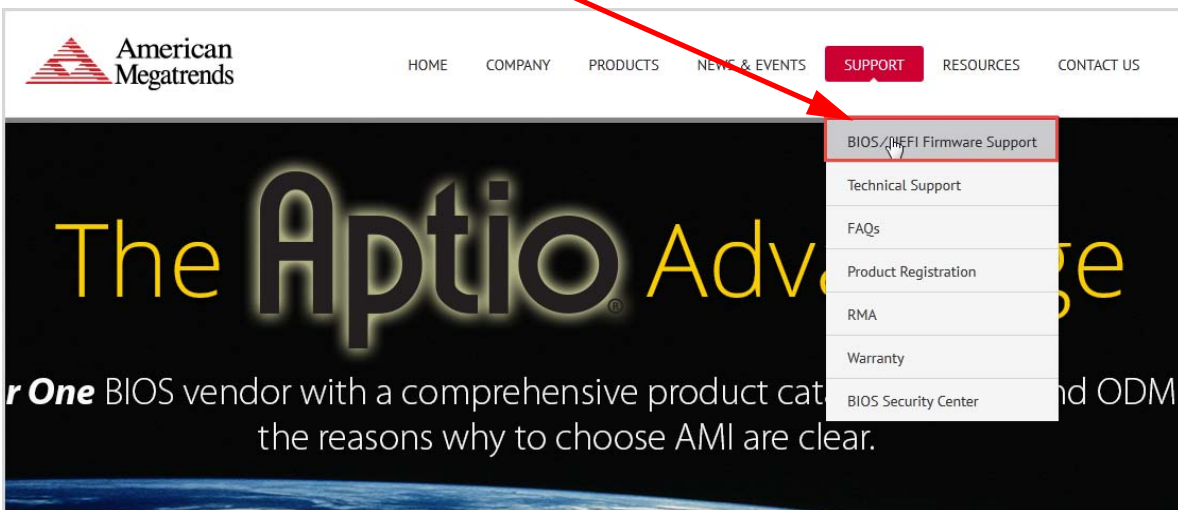 American
Megatrends
HOME COMPANY PRODUCTS NEWS & EVENTS SUPPORT RESOURCES CONTACT US
BIOS/UEFI Firmware Support
Technical Support
FAQs
Product Registration
RMA
Warranty
BIOS Security Center
The Aptio® Adv ge
r One BIOS vendor with a comprehensive product cat nd ODM
the reasons why to choose AMI are clear.